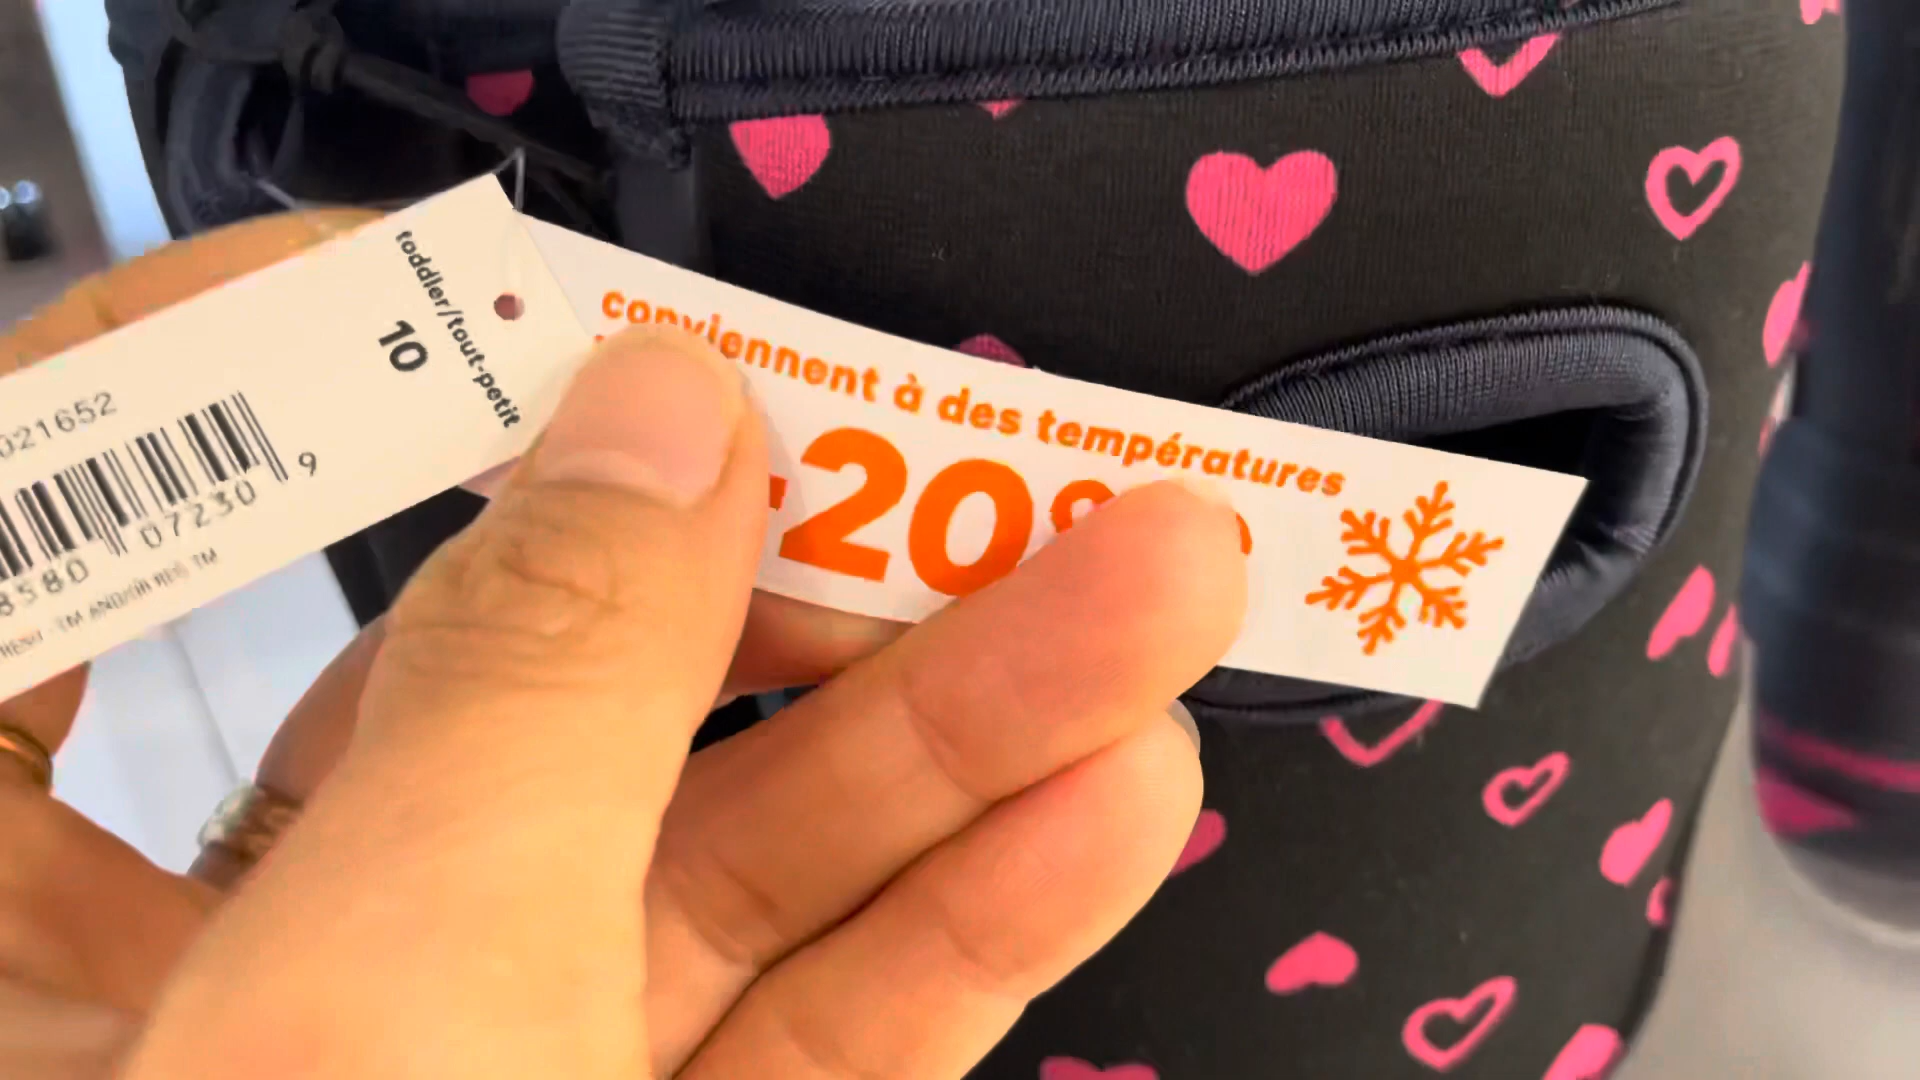 toddler/tout-petit
10
021652
8580 07230 9
TM AND/OR REG. TM
conviennent à des températures
-20°